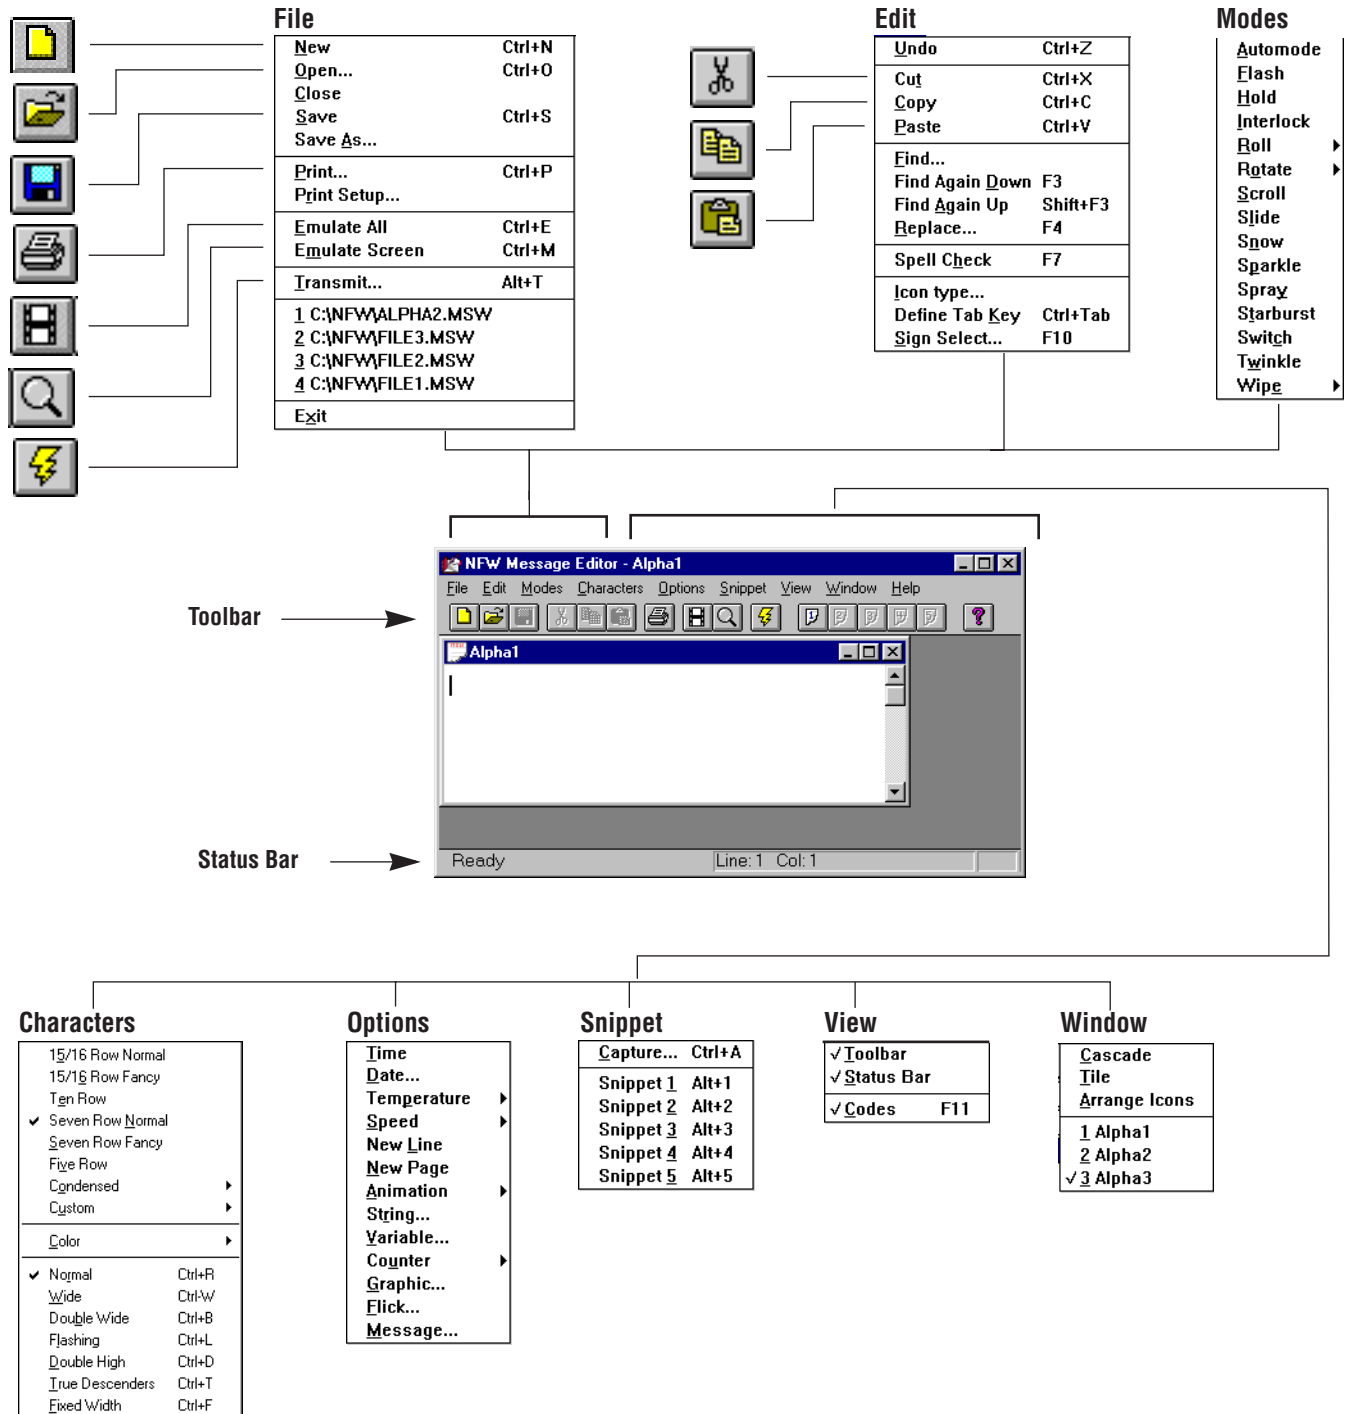 File
New Ctrl+N
Open... Ctrl+O
Close
Save Ctrl+S
Save As...
Print... Ctrl+P
Print Setup...
Emulate All Ctrl+E
Emulate Screen Ctrl+M
Transmit... Alt+T
1 C:\NFW\ALPHA2.MSW
2 C:\NFW\FILE3.MSW
3 C:\NFW\FILE2.MSW
4 C:\NFW\FILE1.MSW
Exit
Edit
Undo Ctrl+Z
Cut Ctrl+X
Copy Ctrl+C
Paste Ctrl+V
Find...
Find Again Down F3
Find Again Up Shift+F3
Replace... F4
Spell Check F7
Icon type...
Define Tab Key Ctrl+Tab
Sign Select... F10
Modes
Automode
Flash
Hold
Interlock
Roll
Rotate
Scroll
Slide
Snow
Sparkle
Spray
Starburst
Switch
Twinkle
Wipe
NFW Message Editor - Alpha1
File Edit Modes Characters Options Snippet View Window Help
Toolbar
1 2 3 4 5 ?
Alpha1
Status Bar
Ready Line: 1 Col: 1
Characters
15/16 Row Normal
15/16 Row Fancy
Ten Row
✓ Seven Row Normal
Seven Row Fancy
Five Row
Condensed
Custom
Color
✓ Normal Ctrl+R
Wide Ctrl-W
Double Wide Ctrl+B
Flashing Ctrl+L
Double High Ctrl+D
True Descenders Ctrl+T
Fixed Width Ctrl+F
Options
Time
Date...
Temperature
Speed
New Line
New Page
Animation
String...
Variable...
Counter
Graphic...
Flick...
Message...
Snippet
Capture... Ctrl+A
Snippet 1 Alt+1
Snippet 2 Alt+2
Snippet 3 Alt+3
Snippet 4 Alt+4
Snippet 5 Alt+5
View
✓ Toolbar
✓ Status Bar
✓ Codes F11
Window
Cascade
Tile
Arrange Icons
1 Alpha1
2 Alpha2
✓ 3 Alpha3